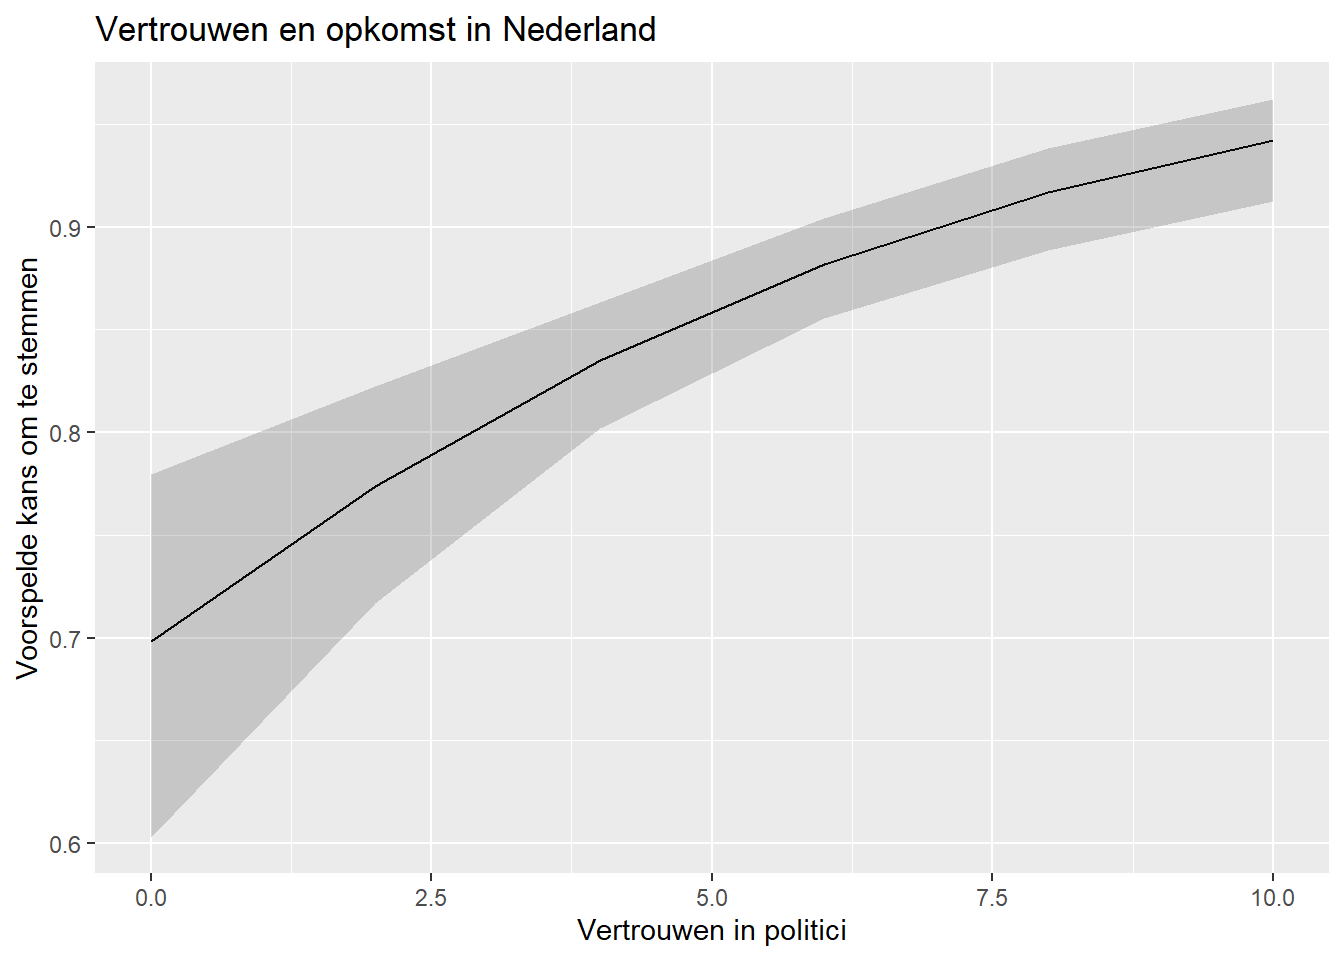 Vertrouwen en opkomst in Nederland
Voorspelde kans om te stemmen
0.9
0.8
0.7
0.6
0.0 2.5 5.0 7.5 10.0
Vertrouwen in politici